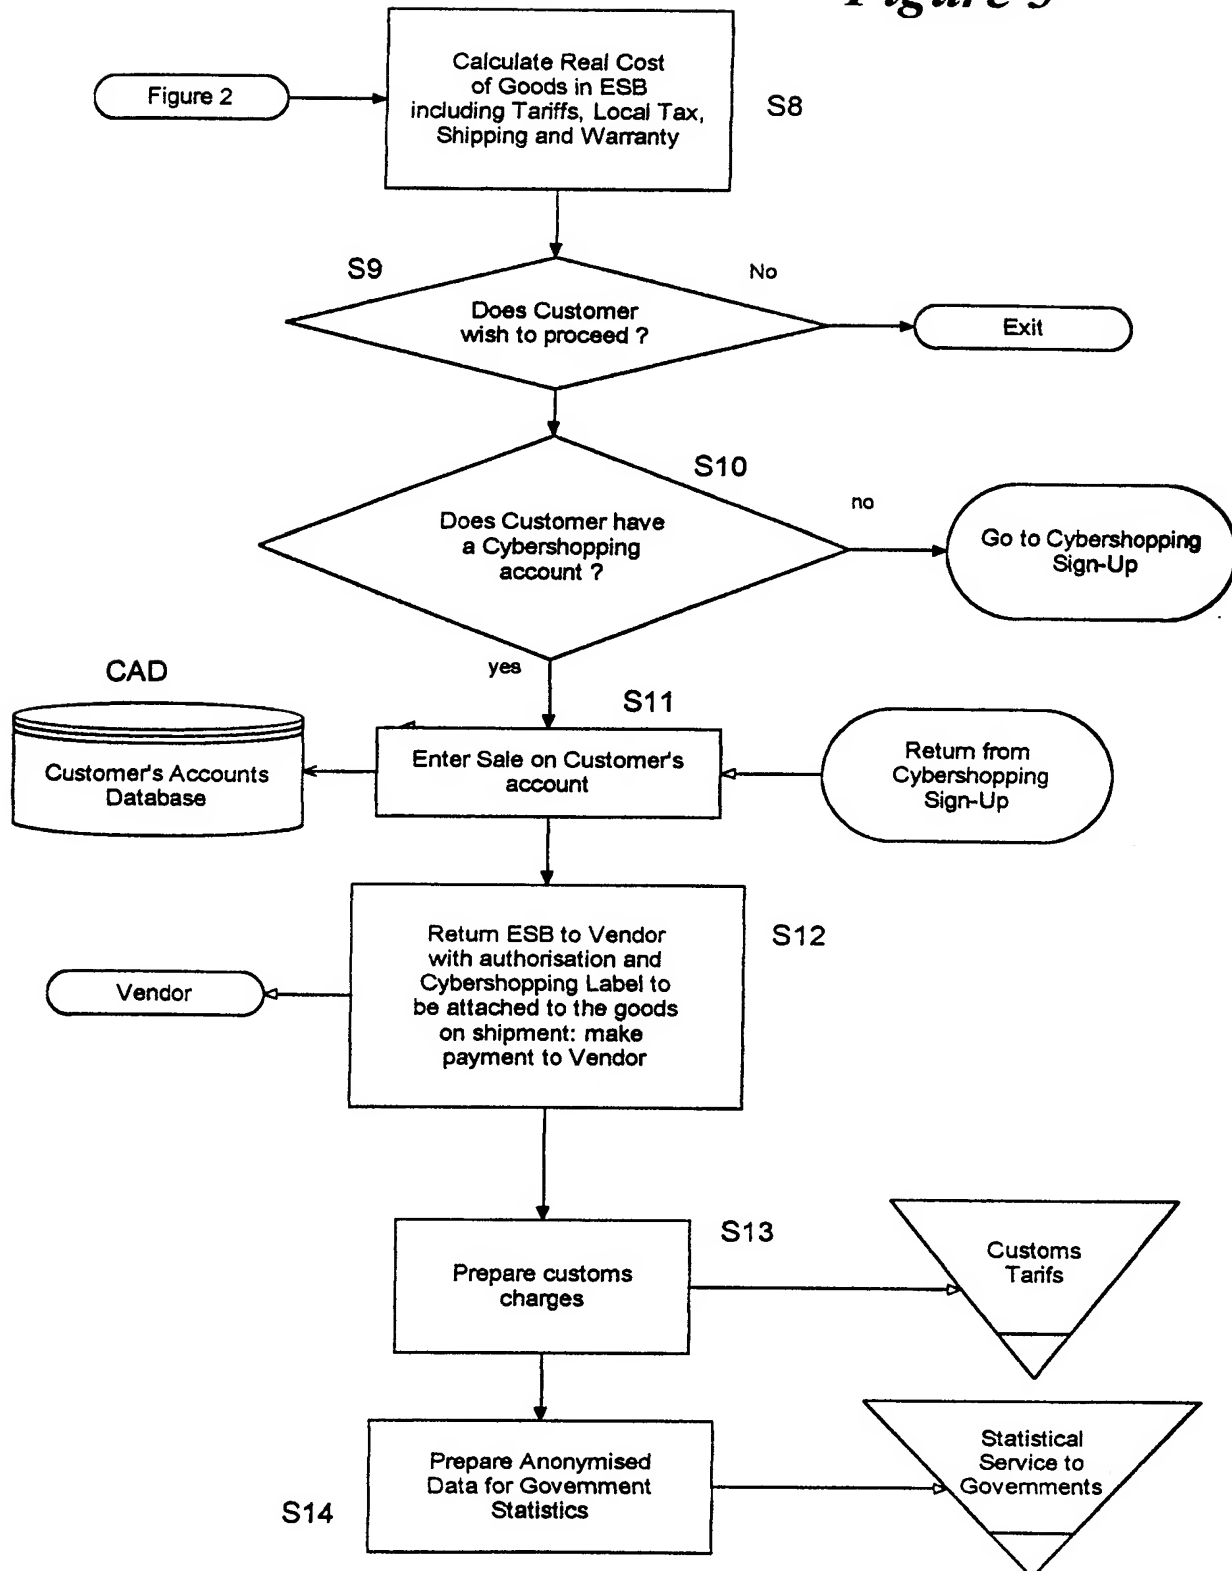 Figure 3
Figure 2
Calculate Real Cost
of Goods in ESB
including Tariffs, Local Tax,
Shipping and Warranty
S8
S9
No
Does Customer
wish to proceed ?
Exit
S10
no
Does Customer have
a Cybershopping
account ?
Go to Cybershopping
Sign-Up
yes
CAD
S11
Customer's Accounts
Database
Enter Sale on Customer's
account
Return from
Cybershopping
Sign-Up
S12
Return ESB to Vendor
with authorisation and
Cybershopping Label to
be attached to the goods
on shipment: make
payment to Vendor
Vendor
S13
Prepare customs
charges
Customs
Tarifs
Prepare Anonymised
Data for Government
Statistics
S14
Statistical
Service to
Governments